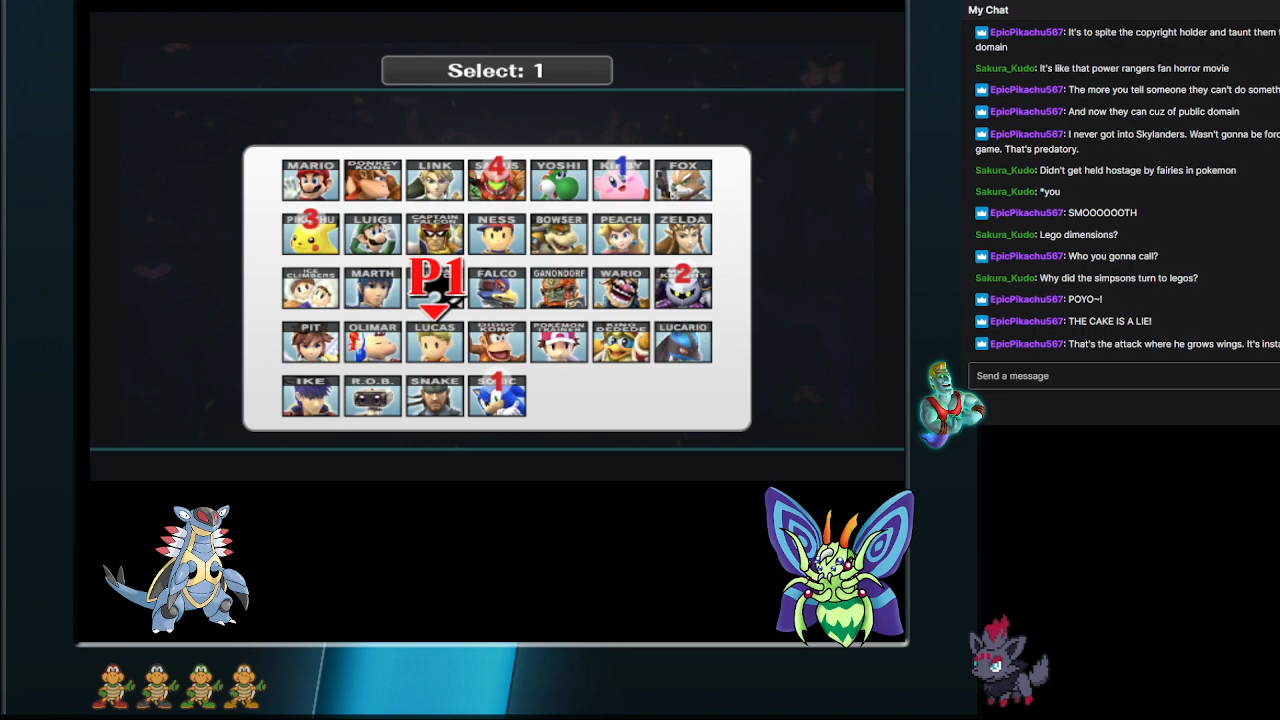 My Chat
EpicPikachu567: It's to spite the copyright holder and taunt them
domain
Sakura_Kudo: It's like that power rangers fan horror movie
EpicPikachu567: The more you tell someone they can't do
EpicPikachu567: And now they can cuz of public domain
EpicPikachu567: I never got into Skylanders. Wasn't gonna be
game. That's predatory.
Sakura_Kudo: Didn't get held hostage by fairies in pokemon
Sakura_Kudo: *you
EpicPikachu567: SMOOOOOOTH
Sakura_Kudo: Lego dimensions?
EpicPikachu567: Who you gonna call?
Sakura_Kudo: Why did the simpsons turn to legos?
EpicPikachu567: POYO~!
EpicPikachu567: THE CAKE IS A LIE!
EpicPikachu567: That's the attack where he grows wings. It's
Send a message
Select: 1
MARIO DONKEY KONG LINK 4 YOSHI 1 FOX
3 LUIGI CAPTAIN FALCON NESS BOWSER PEACH ZELDA
ICE CLIMBERS MARTH P1 FALCO GANONDORF WARIO 2
PIT OLIMAR LUCAS DIDDY KONG POKÉMON TRAINER KING DEDEDE LUCARIO
IKE R.O.B. SNAKE 1